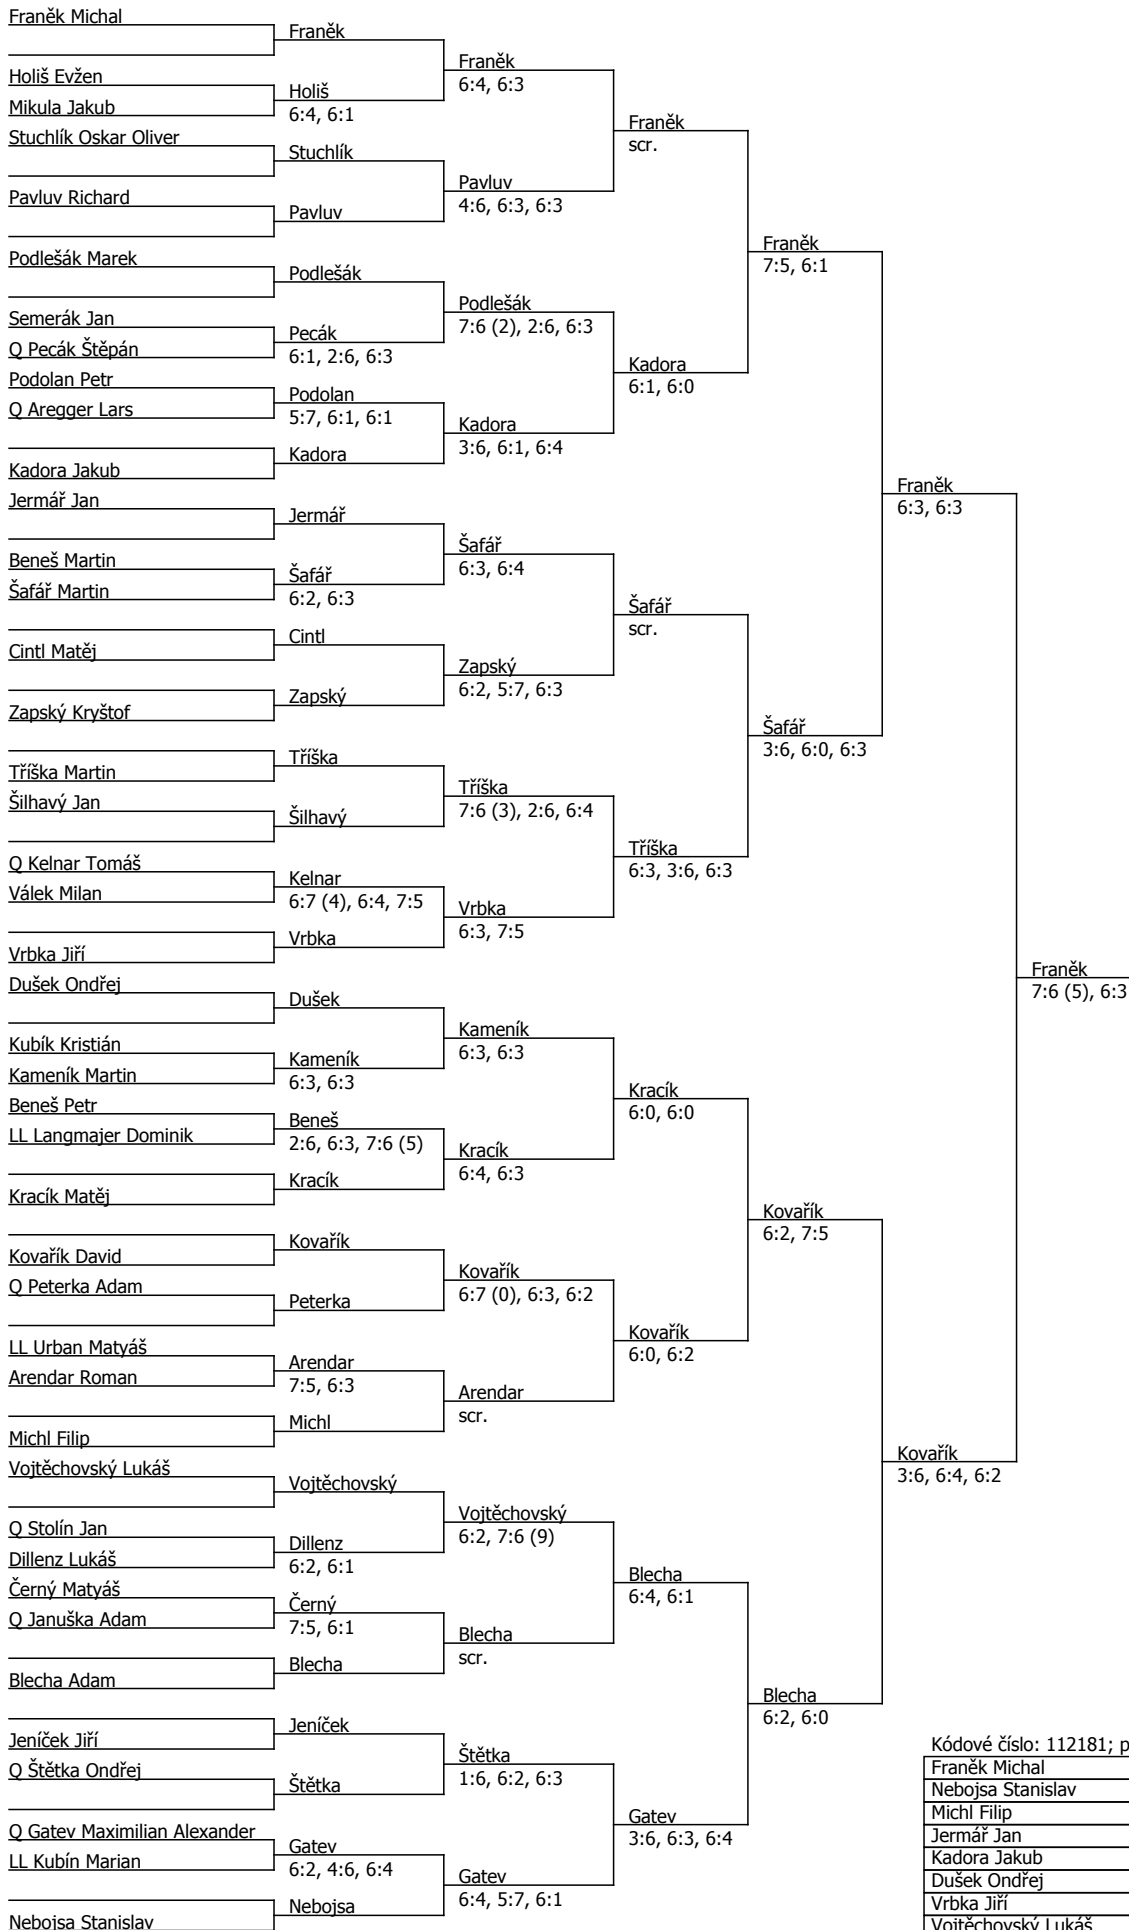 Franěk Michal
Holiš Evžen
Mikula Jakub
Stuchlík Oskar Oliver
Pavluv Richard
Podlešák Marek
Semerák Jan
Q Pecák Štěpán
Podolan Petr
Q Aregger Lars
Kadora Jakub
Jermář Jan
Beneš Martin
Šafář Martin
Cintl Matěj
Zapský Kryštof
Tříška Martin
Šilhavý Jan
Q Kelnar Tomáš
Válek Milan
Vrbka Jiří
Dušek Ondřej
Kubík Kristián
Kameník Martin
Beneš Petr
LL Langmajer Dominik
Kracík Matěj
Kovařík David
Q Peterka Adam
LL Urban Matyáš
Arendar Roman
Michl Filip
Vojtěchovský Lukáš
Q Stolín Jan
Dillenz Lukáš
Černý Matyáš
Q Januška Adam
Blecha Adam
Jeníček Jiří
Q Štětka Ondřej
Q Gatev Maximilian Alexander
LL Kubín Marian
Nebojsa Stanislav
Franěk
Holiš
6:4, 6:1
Stuchlík
Pavluv
Podlešák
Pecák
6:1, 2:6, 6:3
Podolan
5:7, 6:1, 6:1
Kadora
Jermář
Šafář
6:2, 6:3
Cintl
Zapský
Tříška
Šilhavý
Kelnar
6:7 (4), 6:4, 7:5
Vrbka
Dušek
Kameník
6:3, 6:3
Beneš
2:6, 6:3, 7:6 (5)
Kracík
Kovařík
Peterka
Arendar
7:5, 6:3
Michl
Vojtěchovský
Dillenz
6:2, 6:1
Černý
7:5, 6:1
Blecha
Jeníček
Štětka
Gatev
6:2, 4:6, 6:4
Nebojsa
Franěk
6:4, 6:3
Pavluv
4:6, 6:3, 6:3
Podlešák
7:6 (2), 2:6, 6:3
Kadora
3:6, 6:1, 6:4
Šafář
6:3, 6:4
Zapský
6:2, 5:7, 6:3
Tříška
7:6 (3), 2:6, 6:4
Vrbka
6:3, 7:5
Kameník
6:3, 6:3
Kracík
6:4, 6:3
Kovařík
6:7 (0), 6:3, 6:2
Arendar
scr.
Vojtěchovský
6:2, 7:6 (9)
Blecha
scr.
Štětka
1:6, 6:2, 6:3
Gatev
6:4, 5:7, 6:1
Franěk
scr.
Kadora
6:1, 6:0
Šafář
scr.
Tříška
6:3, 3:6, 6:3
Kracík
6:0, 6:0
Kovařík
6:0, 6:2
Blecha
6:4, 6:1
Gatev
3:6, 6:3, 6:4
Franěk
7:5, 6:1
Šafář
3:6, 6:0, 6:3
Kovařík
6:2, 7:5
Blecha
6:2, 6:0
Franěk
6:3, 6:3
Kovařík
3:6, 6:4, 6:2
Franěk
7:6 (5), 6:3
Kódové číslo: 112181; p
Franěk Michal
Nebojsa Stanislav
Michl Filip
Jermář Jan
Kadora Jakub
Dušek Ondřej
Vrbka Jiří
Vojtěchovský Lukáš